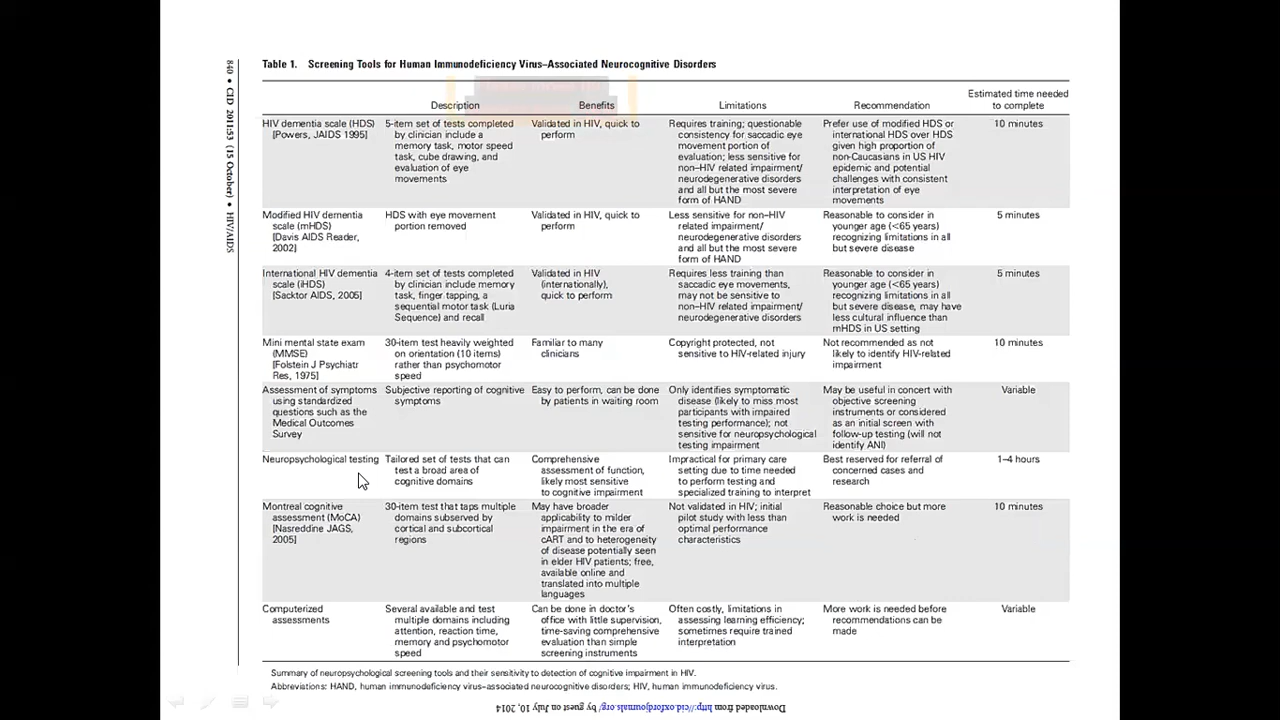 Table 1. Screening Tools for Human Immunodeficiency Virus–Associated Neurocognitive Disorders
Description Benefits Limitations Recommendation Estimated time needed to complete
HIV dementia scale (HDS) [Powers, JAIDS 1995]
5-item set of tests completed by clinician include a memory task, motor speed task, cube drawing, and evaluation of eye movements
Validated in HIV, quick to perform
Requires training; questionable consistency for saccadic eye movement portion of evaluation; less sensitive for non–HIV related impairment/ neurodegenerative disorders and all but the most severe form of HAND
Prefer use of modified HDS or international HDS over HDS given high proportion of non-Caucasians in US HIV epidemic and potential challenges with consistent interpretation of eye movements
10 minutes
Modified HIV dementia scale (mHDS) [Davis AIDS Reader, 2002]
HDS with eye movement portion removed
Validated in HIV, quick to perform
Less sensitive for non–HIV related impairment/ neurodegenerative disorders and all but the most severe form of HAND
Reasonable to consider in younger age (<65 years) recognizing limitations in all but severe disease
5 minutes
International HIV dementia scale (iHDS) [Sacktor AIDS, 2005]
4-item set of tests completed by clinician include memory task, finger tapping, a sequential motor task (Luria Sequence) and recall
Validated in HIV (internationally), quick to perform
Requires less training than saccadic eye movements, may not be sensitive to non–HIV related impairment/ neurodegenerative disorders
Reasonable to consider in younger age (<65 years) recognizing limitations in all but severe disease, may have less cultural influence than mHDS in US setting
5 minutes
Mini mental state exam (MMSE) [Folstein J Psychiatr Res, 1975]
30-item test heavily weighted on orientation (10 items) rather than psychomotor speed
Familiar to many clinicians
Copyright protected, not sensitive to HIV-related injury
Not recommended as not likely to identify HIV-related impairment
10 minutes
Assessment of symptoms using standardized questions such as the Medical Outcomes Survey
Subjective reporting of cognitive symptoms
Easy to perform, can be done by patients in waiting room
Only identifies symptomatic disease (likely to miss most participants with impaired testing performance); not sensitive for neuropsychological testing impairment
May be useful in concert with objective screening instruments or considered as an initial screen with follow-up testing (will not identify ANI)
Variable
Neuropsychological testing
Tailored set of tests that can test a broad area of cognitive domains
Comprehensive assessment of function, likely most sensitive to cognitive impairment
Impractical for primary care setting due to time needed to perform testing and specialized training to interpret
Best reserved for referral of concerned cases and research
1–4 hours
Montreal cognitive assessment (MoCA) [Nasreddine JAGS, 2005]
30-item test that taps multiple domains subserved by cortical and subcortical regions
May have broader applicability to milder impairment in the era of cART and to heterogeneity of disease potentially seen in elder HIV patients; free, available online and translated into multiple languages
Not validated in HIV; initial pilot study with less than optimal performance characteristics
Reasonable choice but more work is needed
10 minutes
Computerized assessments
Several available and test multiple domains including attention, reaction time, memory and psychomotor speed
Can be done in doctor's office with little supervision, time-saving comprehensive evaluation than simple screening instruments
Often costly, limitations in assessing learning efficiency; sometimes require trained interpretation
More work is needed before recommendations can be made
Variable
Summary of neuropsychological screening tools and their sensitivity to detection of cognitive impairment in HIV.
Abbreviations: HAND, human immunodeficiency virus–associated neurocognitive disorders; HIV, human immunodeficiency virus.
840 • CID 2011:53 (15 October) • HIV/AIDS
Downloaded from http://cid.oxfordjournals.org/ by guest on July 10, 2014